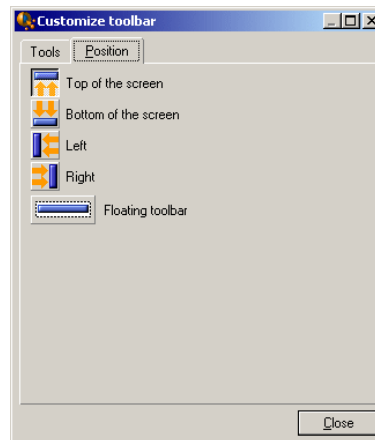 Customize toolbar
Tools Position
Top of the screen
Bottom of the screen
Left
Right
Floating toolbar
Close